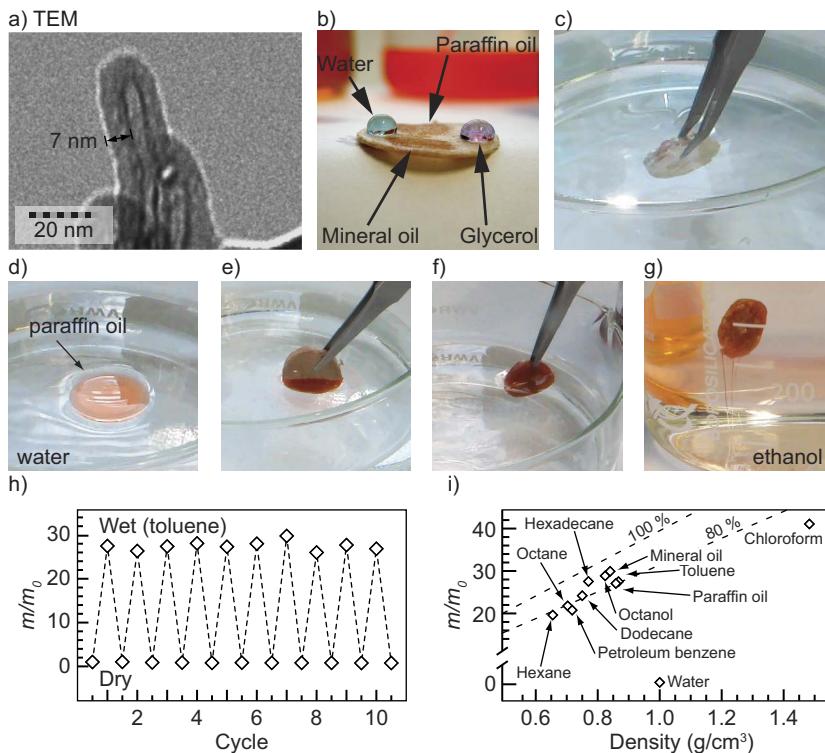 a) TEM
7 nm
20 nm
b)
Water
Paraffin oil
Mineral oil
Glycerol
c)
d)
paraffin oil
water
e)
f)
g)
200
ethanol
h)
Wet (toluene)
Dry
m/m0
30
20
10
0
2
4
6
8
10
Cycle
i)
100 %
80 %
Hexadecane
Chloroform
Octane
Mineral oil
Toluene
Paraffin oil
Octanol
Dodecane
Petroleum benzene
Hexane
Water
m/m0
40
30
20
0
0.6
0.8
1.0
1.2
1.4
Density (g/cm³)